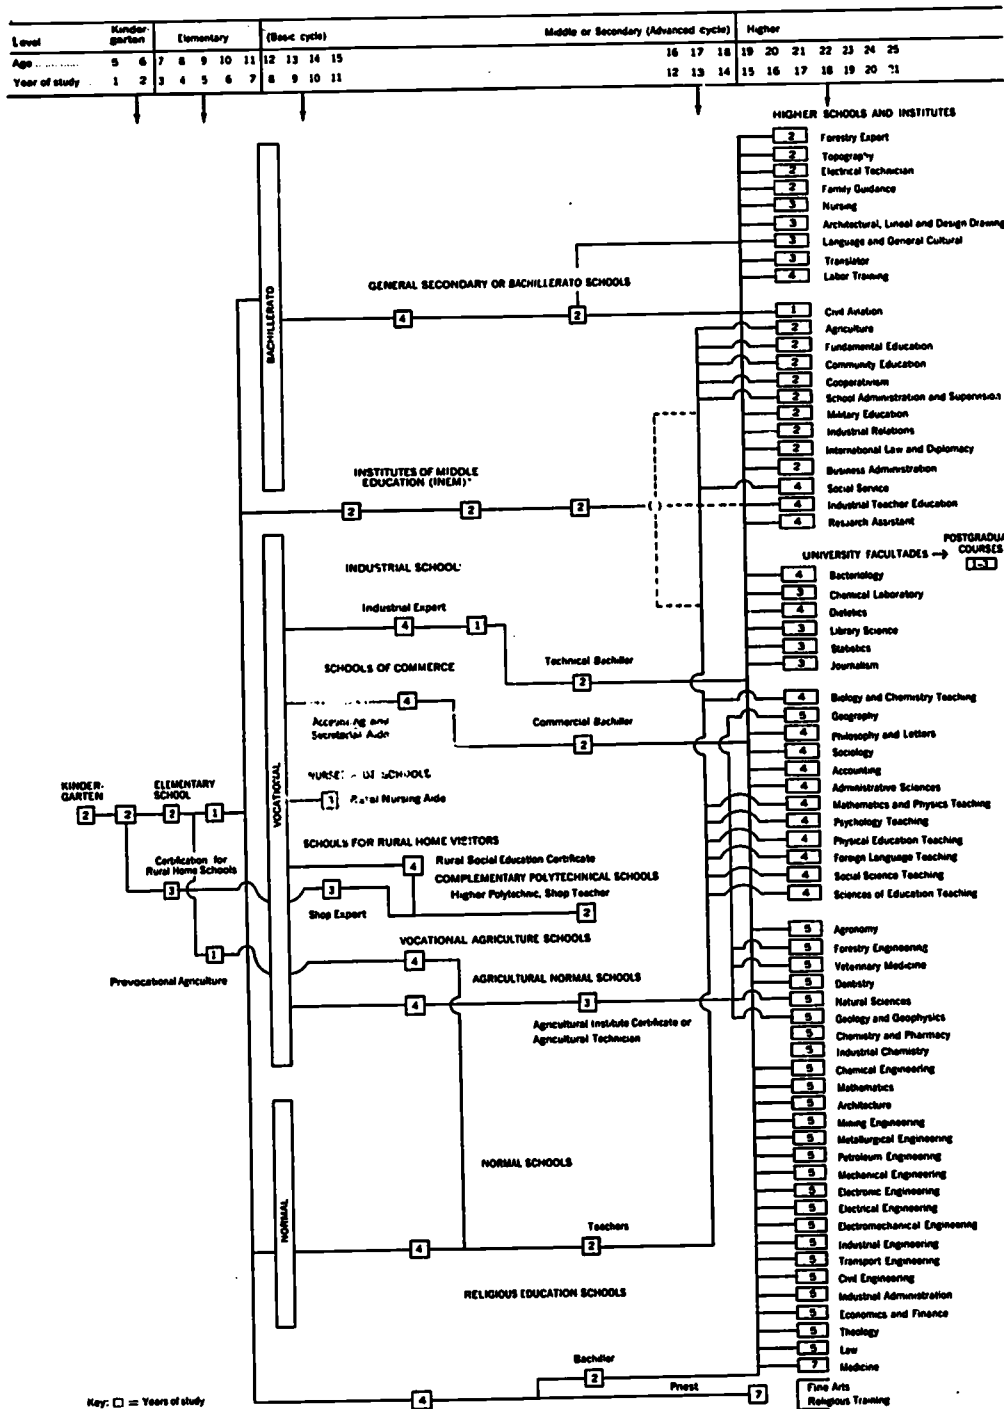 Level Kinder-garten Elementary (Basic cycle) Middle or Secondary (Advanced cycle) Higher
Age 5 6 7 8 9 10 11 12 13 14 15 16 17 18 19 20 21 22 23 24 25
Year of study 1 2 3 4 5 6 7 8 9 10 11 12 13 14 15 16 17 18 19 20 21
HIGHER SCHOOLS AND INSTITUTES
2 Forestry Expert
2 Topography
2 Electrical Technician
2 Family Guidance
3 Nursing
3 Architectural, Lineal and Design Drawing
3 Language and General Cultural
3 Translator
4 Labor Training
BACHILLERATO
GENERAL SECONDARY OR BACHILLERATO SCHOOLS
4 2
1 Civil Aviation
2 Agriculture
2 Fundamental Education
2 Community Education
2 Cooperativism
2 School Administration and Supervision
2 Military Education
2 Industrial Relations
2 International Law and Diplomacy
2 Business Administration
4 Social Service
4 Industrial Teacher Education
4 Research Assistant
INSTITUTES OF MIDDLE
EDUCATION (INEM)*
2 2 2
UNIVERSITY FACULTADES → POSTGRADUA
COURSES
1-3
4 Bacteriology
3 Chemical Laboratory
4 Dietetics
3 Library Science
3 Statistics
3 Journalism
4 Biology and Chemistry Teaching
5 Geography
4 Philosophy and Letters
4 Sociology
4 Accounting
4 Administrative Sciences
4 Mathematics and Physics Teaching
4 Psychology Teaching
4 Physical Education Teaching
4 Foreign Language Teaching
4 Social Science Teaching
4 Sciences of Education Teaching
VOCATIONAL
INDUSTRIAL SCHOOL
Industrial Expert
4 1
Technical Bachiller
2
SCHOOLS OF COMMERCE
4
Accounting and
Secretarial Aide
Commercial Bachiller
2
SCHOOLS
Rural Nursing Aide
KINDER-
GARTEN
ELEMENTARY
SCHOOL
2 2 2 1
Certification for
Rural Home Schools
3
1
Prevocational Agriculture
SCHOOLS FOR RURAL HOME VISITORS
4
Rural Social Education Certificate
COMPLEMENTARY POLYTECHNICAL SCHOOLS
Higher Polytechnic, Shop Teacher
3
Shop Expert
2
VOCATIONAL AGRICULTURE SCHOOLS
4
AGRICULTURAL NORMAL SCHOOLS
4 3
Agricultural Institute Certificate or
Agricultural Technician
5 Agronomy
5 Forestry Engineering
5 Veterinary Medicine
5 Dentistry
5 Natural Sciences
5 Geology and Geophysics
5 Chemistry and Pharmacy
5 Industrial Chemistry
5 Chemical Engineering
5 Mathematics
5 Architecture
5 Mining Engineering
5 Metallurgical Engineering
5 Petroleum Engineering
5 Mechanical Engineering
5 Electronic Engineering
5 Electrical Engineering
5 Electromechanical Engineering
5 Industrial Engineering
5 Transport Engineering
5 Civil Engineering
5 Industrial Administration
5 Economics and Finance
5 Theology
5 Law
7 Medicine
NORMAL
NORMAL SCHOOLS
4
Teachers
2
RELIGIOUS EDUCATION SCHOOLS
4
Bachiller
2
Priest
7
Fine Arts
Religious Training
Key: □ = Years of study